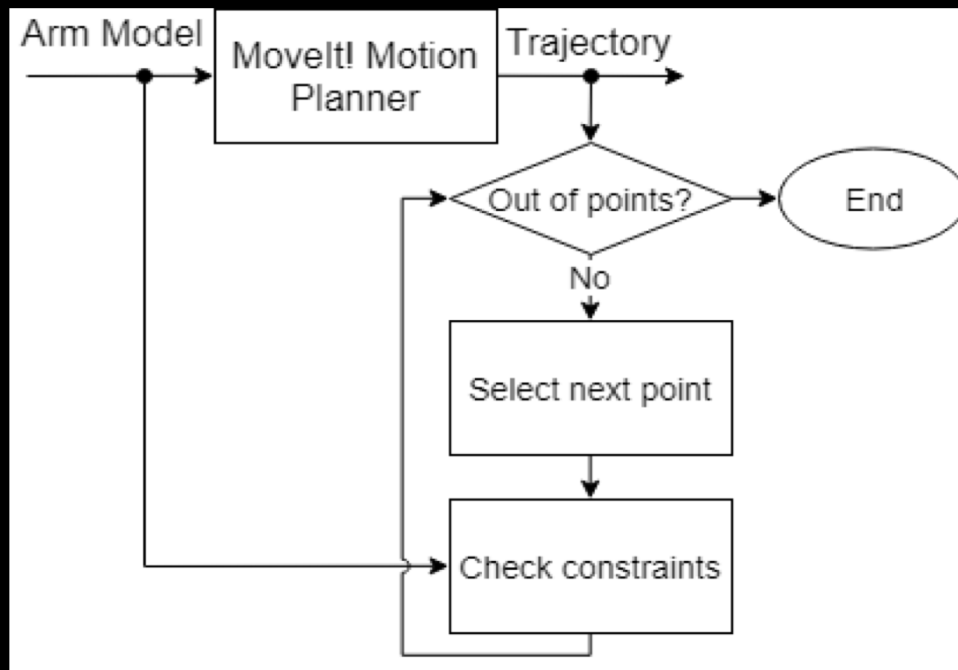 Arm Model
MoveIt! Motion
Planner
Trajectory
Out of points?
End
No
Select next point
Check constraints